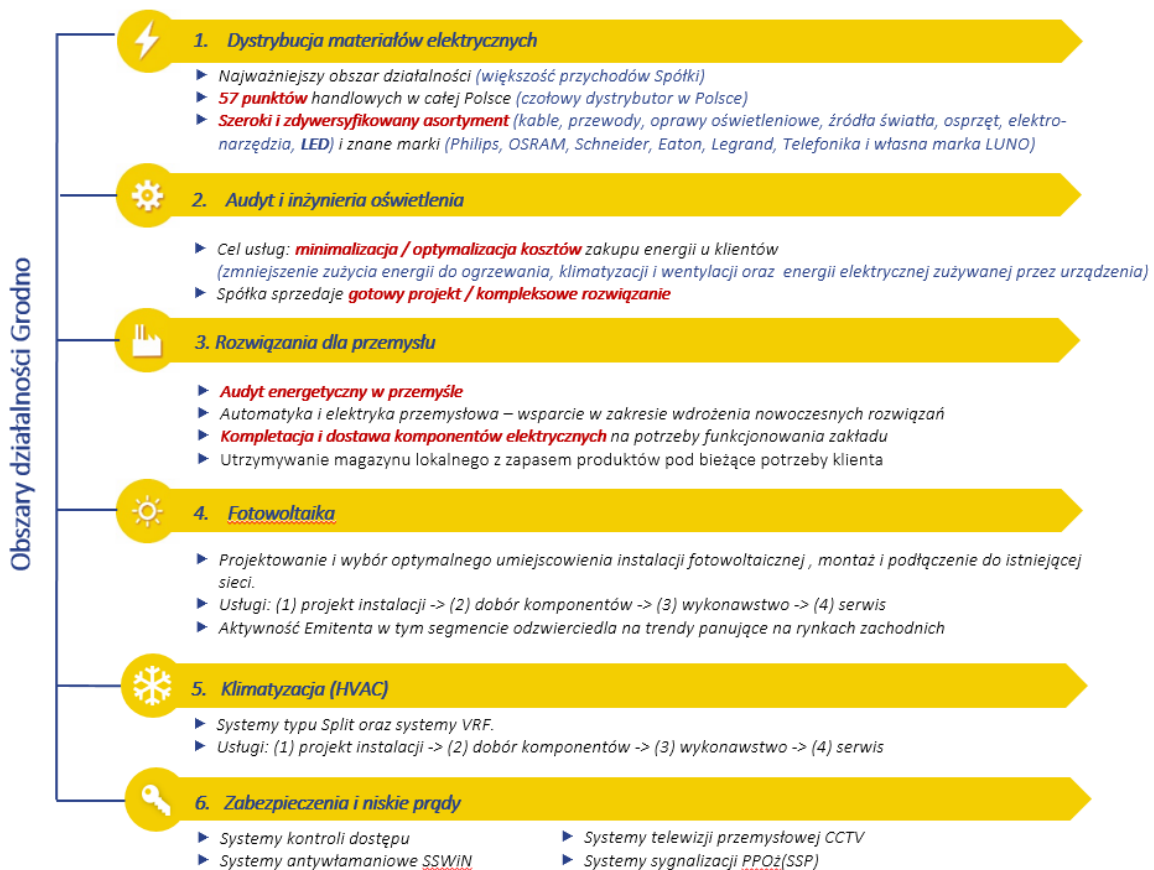 Obszary działalności Grodno
1. Dystrybucja materiałów elektrycznych
Najważniejszy obszar działalności (większość przychodów Spółki)
57 punktów handlowych w całej Polsce (czołowy dystrybutor w Polsce)
Szeroki i zdywersyfikowany asortyment (kable, przewody, oprawy oświetleniowe, źródła światła, osprzęt, elektro-
narzędzia, LED) i znane marki (Philips, OSRAM, Schneider, Eaton, Legrand, Telefonika i własna marka LUNO)
2. Audyt i inżynieria oświetlenia
Cel usług: minimalizacja / optymalizacja kosztów zakupu energii u klientów
(zmniejszenie zużycia energii do ogrzewania, klimatyzacji i wentylacji oraz energii elektrycznej zużywanej przez urządzenia)
Spółka sprzedaje gotowy projekt / kompleksowe rozwiązanie
3. Rozwiązania dla przemysłu
Audyt energetyczny w przemyśle
Automatyka i elektryka przemysłowa – wsparcie w zakresie wdrożenia nowoczesnych rozwiązań
Kompletacja i dostawa komponentów elektrycznych na potrzeby funkcjonowania zakładu
Utrzymywanie magazynu lokalnego z zapasem produktów pod bieżące potrzeby klienta
4. Fotowoltaika
Projektowanie i wybór optymalnego umiejscowienia instalacji fotowoltaicznej , montaż i podłączenie do istniejącej
sieci.
Usługi: (1) projekt instalacji -> (2) dobór komponentów -> (3) wykonawstwo -> (4) serwis
Aktywność Emitenta w tym segmencie odzwierciedla na trendy panujące na rynkach zachodnich
5. Klimatyzacja (HVAC)
Systemy typu Split oraz systemy VRF.
Usługi: (1) projekt instalacji -> (2) dobór komponentów -> (3) wykonawstwo -> (4) serwis
6. Zabezpieczenia i niskie prądy
Systemy kontroli dostępu
Systemy antywłamaniowe SSWiN
Systemy telewizji przemysłowej CCTV
Systemy sygnalizacji PPOż(SSP)